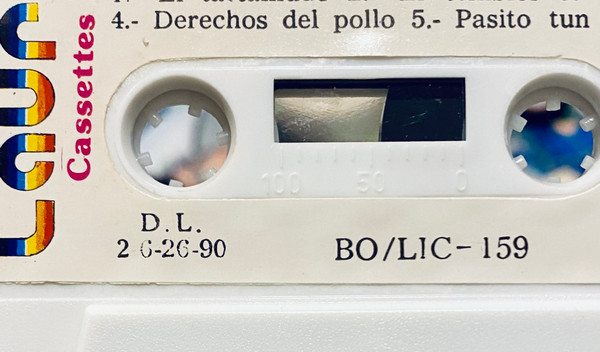 4.- Derechos del pollo 5.- Pasito tun
Cassettes
100 50 0
D.L.
2 6-26-90
BO/LIC-159